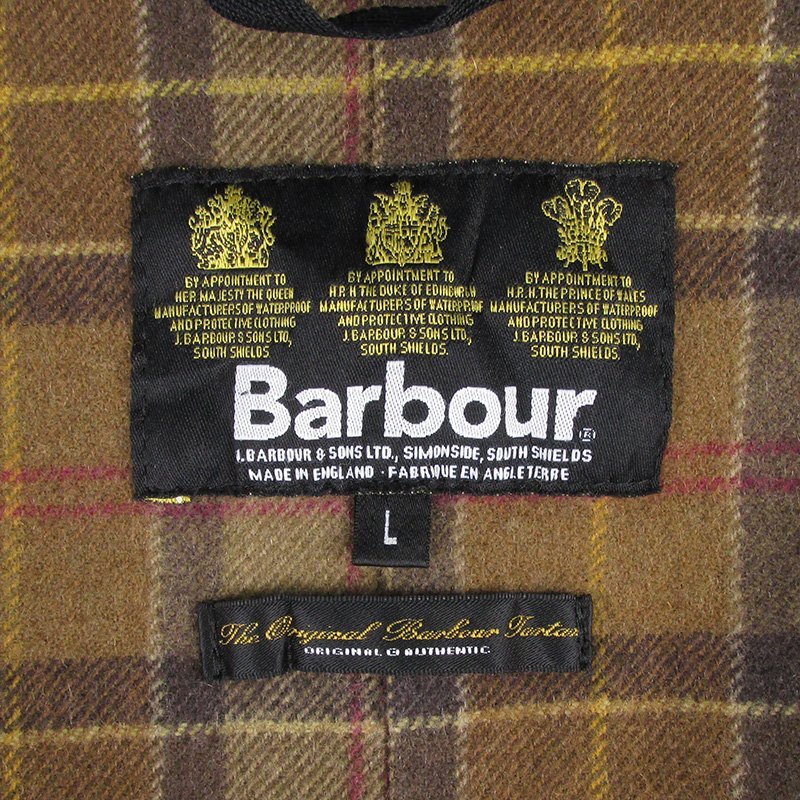 BY APPOINTMENT TO
HER MAJESTY THE QUEEN
MANUFACTURERS OF WATERPROOF
AND PROTECTIVE CLOTHING
J. BARBOUR & SONS LTD,
SOUTH SHIELDS
BY APPOINTMENT TO
H.R.H. THE DUKE OF EDINBURGH
MANUFACTURERS OF WATERPROOF
AND PROTECTIVE CLOTHING
J. BARBOUR & SONS LTD,
SOUTH SHIELDS.
BY APPOINTMENT TO
H.R.H. THE PRINCE OF WALES
MANUFACTURERS OF WATERPROOF
AND PROTECTIVE CLOTHING
J. BARBOUR & SONS LTD,
SOUTH SHIELDS
Barbour®
J. BARBOUR & SONS LTD., SIMONSIDE, SOUTH SHIELDS
MADE IN ENGLAND · FABRIQUE EN ANGLETERRE
L
The Original Barbour Tartan
ORIGINAL & AUTHENTIC